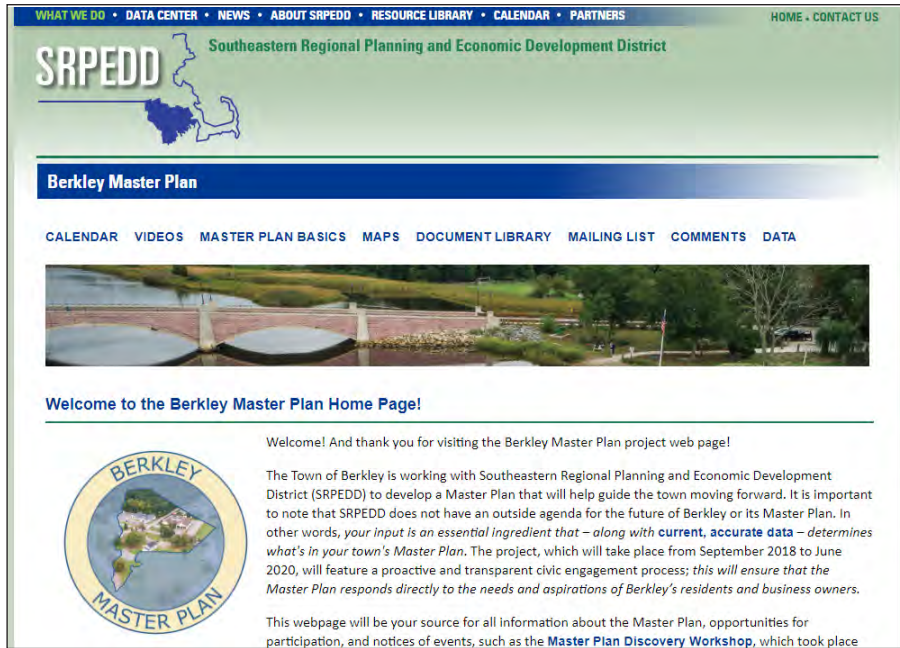 WHAT WE DO • DATA CENTER • NEWS • ABOUT SRPEDD • RESOURCE LIBRARY • CALENDAR • PARTNERS
HOME • CONTACT US
SRPEDD
Southeastern Regional Planning and Economic Development District
Berkley Master Plan
CALENDAR VIDEOS MASTER PLAN BASICS MAPS DOCUMENT LIBRARY MAILING LIST COMMENTS DATA
Welcome to the Berkley Master Plan Home Page!
BERKLEY
MASTER PLAN
Welcome! And thank you for visiting the Berkley Master Plan project web page!
The Town of Berkley is working with Southeastern Regional Planning and Economic Development
District (SRPEDD) to develop a Master Plan that will help guide the town moving forward. It is important
to note that SRPEDD does not have an outside agenda for the future of Berkley or its Master Plan. In
other words, your input is an essential ingredient that – along with current, accurate data – determines
what's in your town's Master Plan. The project, which will take place from September 2018 to June
2020, will feature a proactive and transparent civic engagement process; this will ensure that the
Master Plan responds directly to the needs and aspirations of Berkley's residents and business owners.
This webpage will be your source for all information about the Master Plan, opportunities for
participation, and notices of events, such as the Master Plan Discovery Workshop, which took place